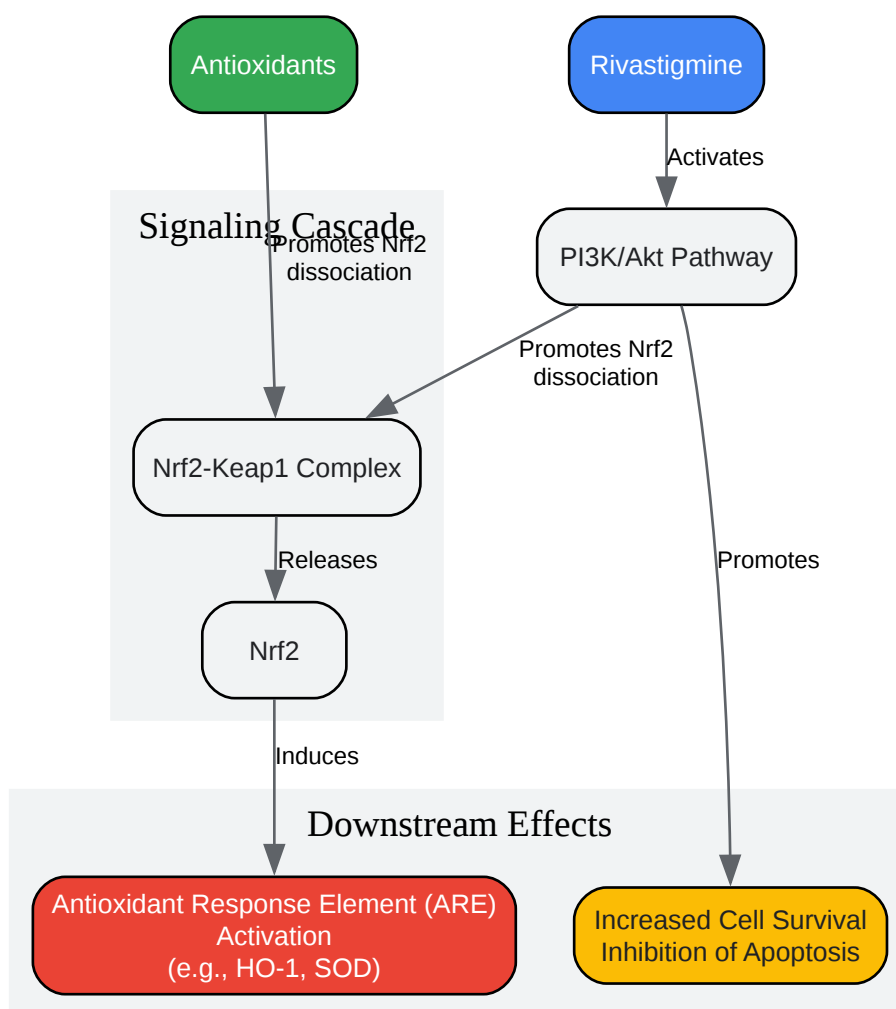 Antioxidants
Rivastigmine
Activates
Signaling Cascade
Promotes Nrf2
dissociation
PI3K/Akt Pathway
Promotes Nrf2
dissociation
Nrf2-Keap1 Complex
Releases
Promotes
Nrf2
Induces
Downstream Effects
Antioxidant Response Element (ARE)
Activation
(e.g., HO-1, SOD)
Increased Cell Survival
Inhibition of Apoptosis